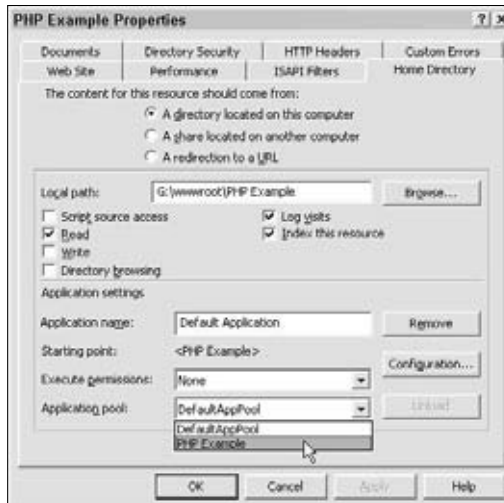 PHP Example Properties
? X
Documents Directory Security HTTP Headers Custom Errors
Web Site Performance ISAPI Filters Home Directory
The content for this resource should come from:
A directory located on this computer
A share located on another computer
A redirection to a URL
Local path: G:\wwwroot\PHP Example Browse...
Script source access Log visits
Read Index this resource
Write
Directory browsing
Application settings
Application name: Default Application Remove
Starting point: <PHP Example>
Configuration...
Execute permissions: None
Application pool: DefaultAppPool Unload
DefaultAppPool
PHP Example
OK Cancel Apply Help